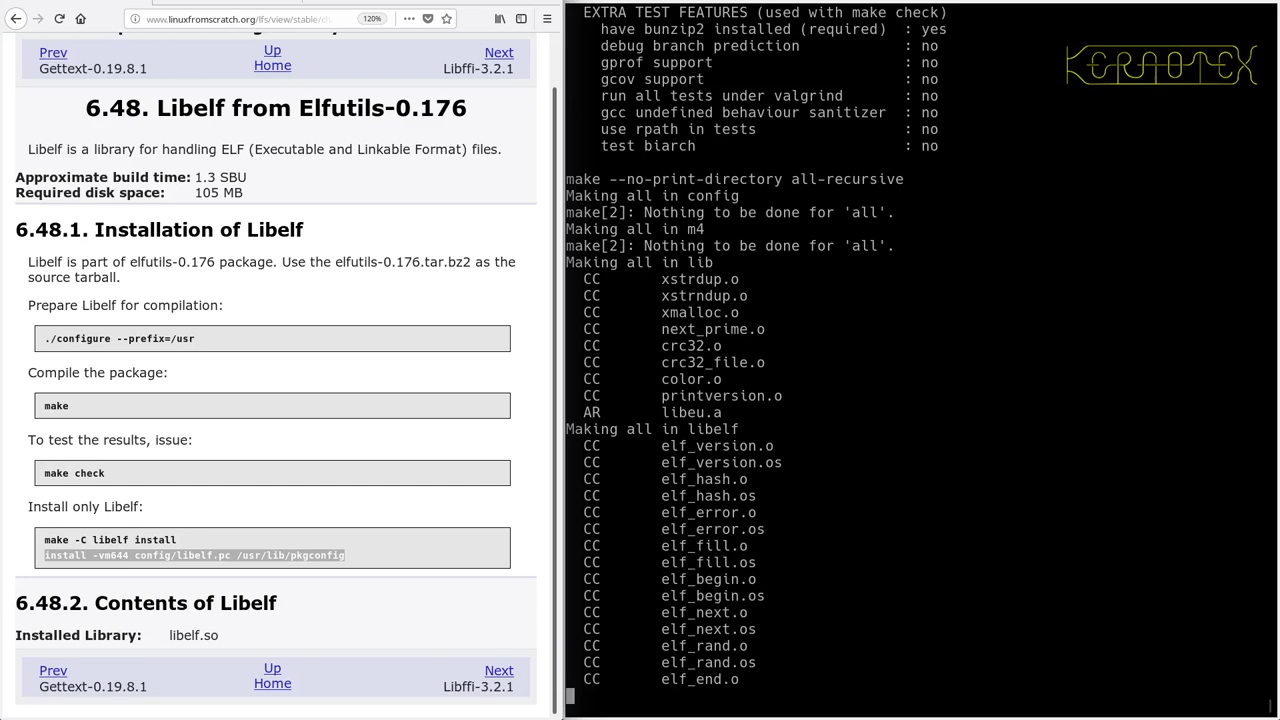 www.linuxfromscratch.org/lfs/view/stable/ch
120%
Prev
Up
Next
Gettext-0.19.8.1
Home
Libffi-3.2.1
6.48. Libelf from Elfutils-0.176
Libelf is a library for handling ELF (Executable and Linkable Format) files.
Approximate build time: 1.3 SBU
Required disk space: 105 MB
6.48.1. Installation of Libelf
Libelf is part of elfutils-0.176 package. Use the elfutils-0.176.tar.bz2 as the
source tarball.
Prepare Libelf for compilation:
./configure --prefix=/usr
Compile the package:
make
To test the results, issue:
make check
Install only Libelf:
make -C libelf install
install -vm644 config/libelf.pc /usr/lib/pkgconfig
6.48.2. Contents of Libelf
Installed Library: libelf.so
Prev
Up
Next
Gettext-0.19.8.1
Home
Libffi-3.2.1
EXTRA TEST FEATURES (used with make check)
have bunzip2 installed (required) : yes
debug branch prediction : no
gprof support : no
gcov support : no
run all tests under valgrind : no
gcc undefined behaviour sanitizer : no
use rpath in tests : no
test biarch : no
make --no-print-directory all-recursive
Making all in config
make[2]: Nothing to be done for 'all'.
Making all in m4
make[2]: Nothing to be done for 'all'.
Making all in lib
CC xstrdup.o
CC xstrndup.o
CC xmalloc.o
CC next_prime.o
CC crc32.o
CC crc32_file.o
CC color.o
CC printversion.o
AR libeu.a
Making all in libelf
CC elf_version.o
CC elf_version.os
CC elf_hash.o
CC elf_hash.os
CC elf_error.o
CC elf_error.os
CC elf_fill.o
CC elf_fill.os
CC elf_begin.o
CC elf_begin.os
CC elf_next.o
CC elf_next.os
CC elf_rand.o
CC elf_rand.os
CC elf_end.o
KERAOTEX